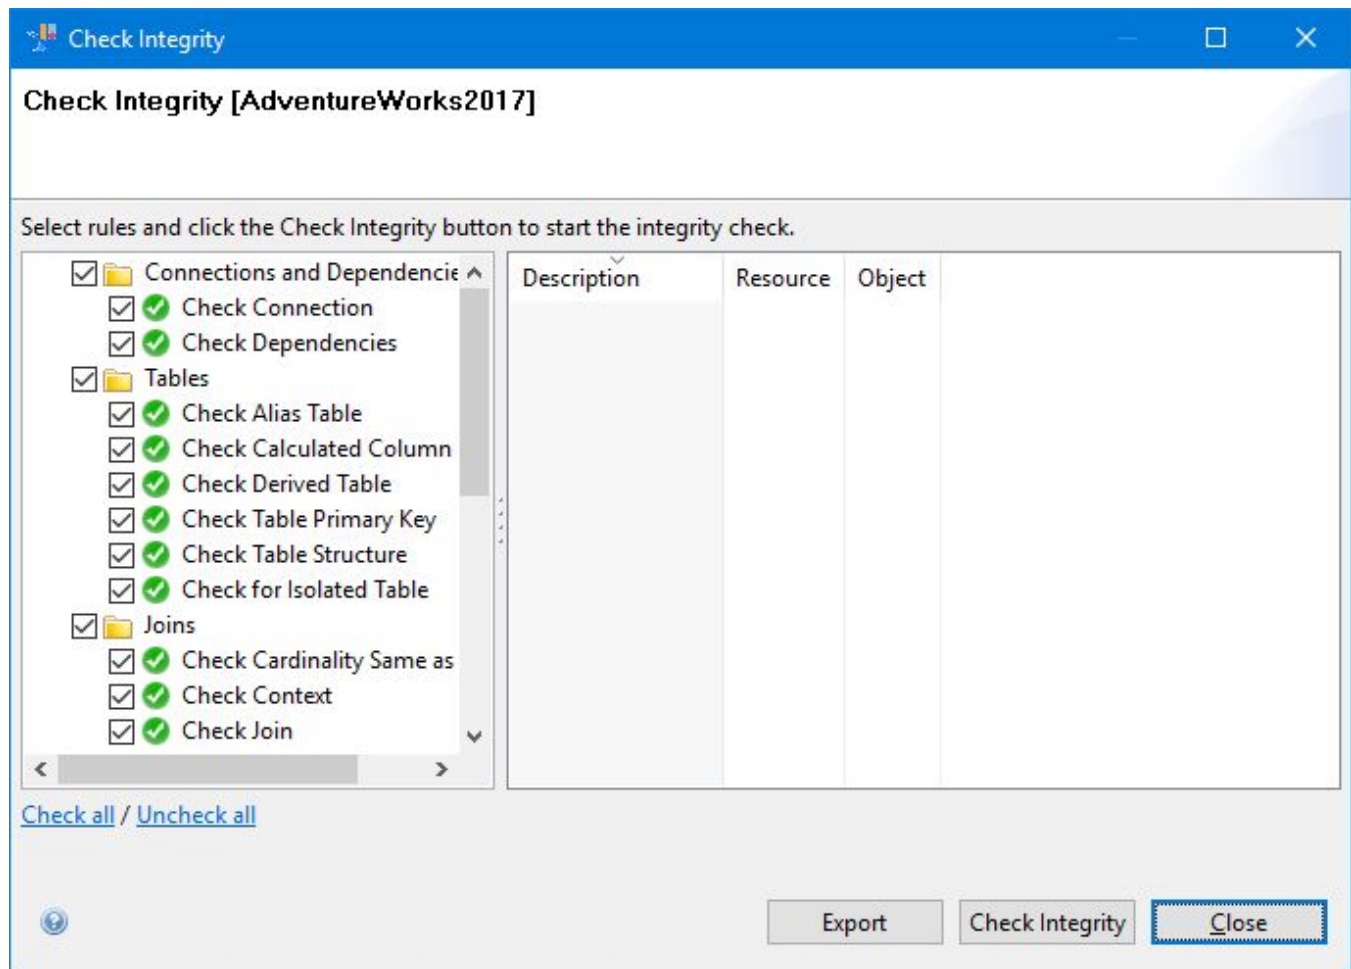 Check Integrity
Check Integrity [AdventureWorks2017]
Select rules and click the Check Integrity button to start the integrity check.
Connections and Dependencie
Check Connection
Check Dependencies
Tables
Check Alias Table
Check Calculated Column
Check Derived Table
Check Table Primary Key
Check Table Structure
Check for Isolated Table
Joins
Check Cardinality Same as
Check Context
Check Join
Description Resource Object
Check all / Uncheck all
Export Check Integrity Close